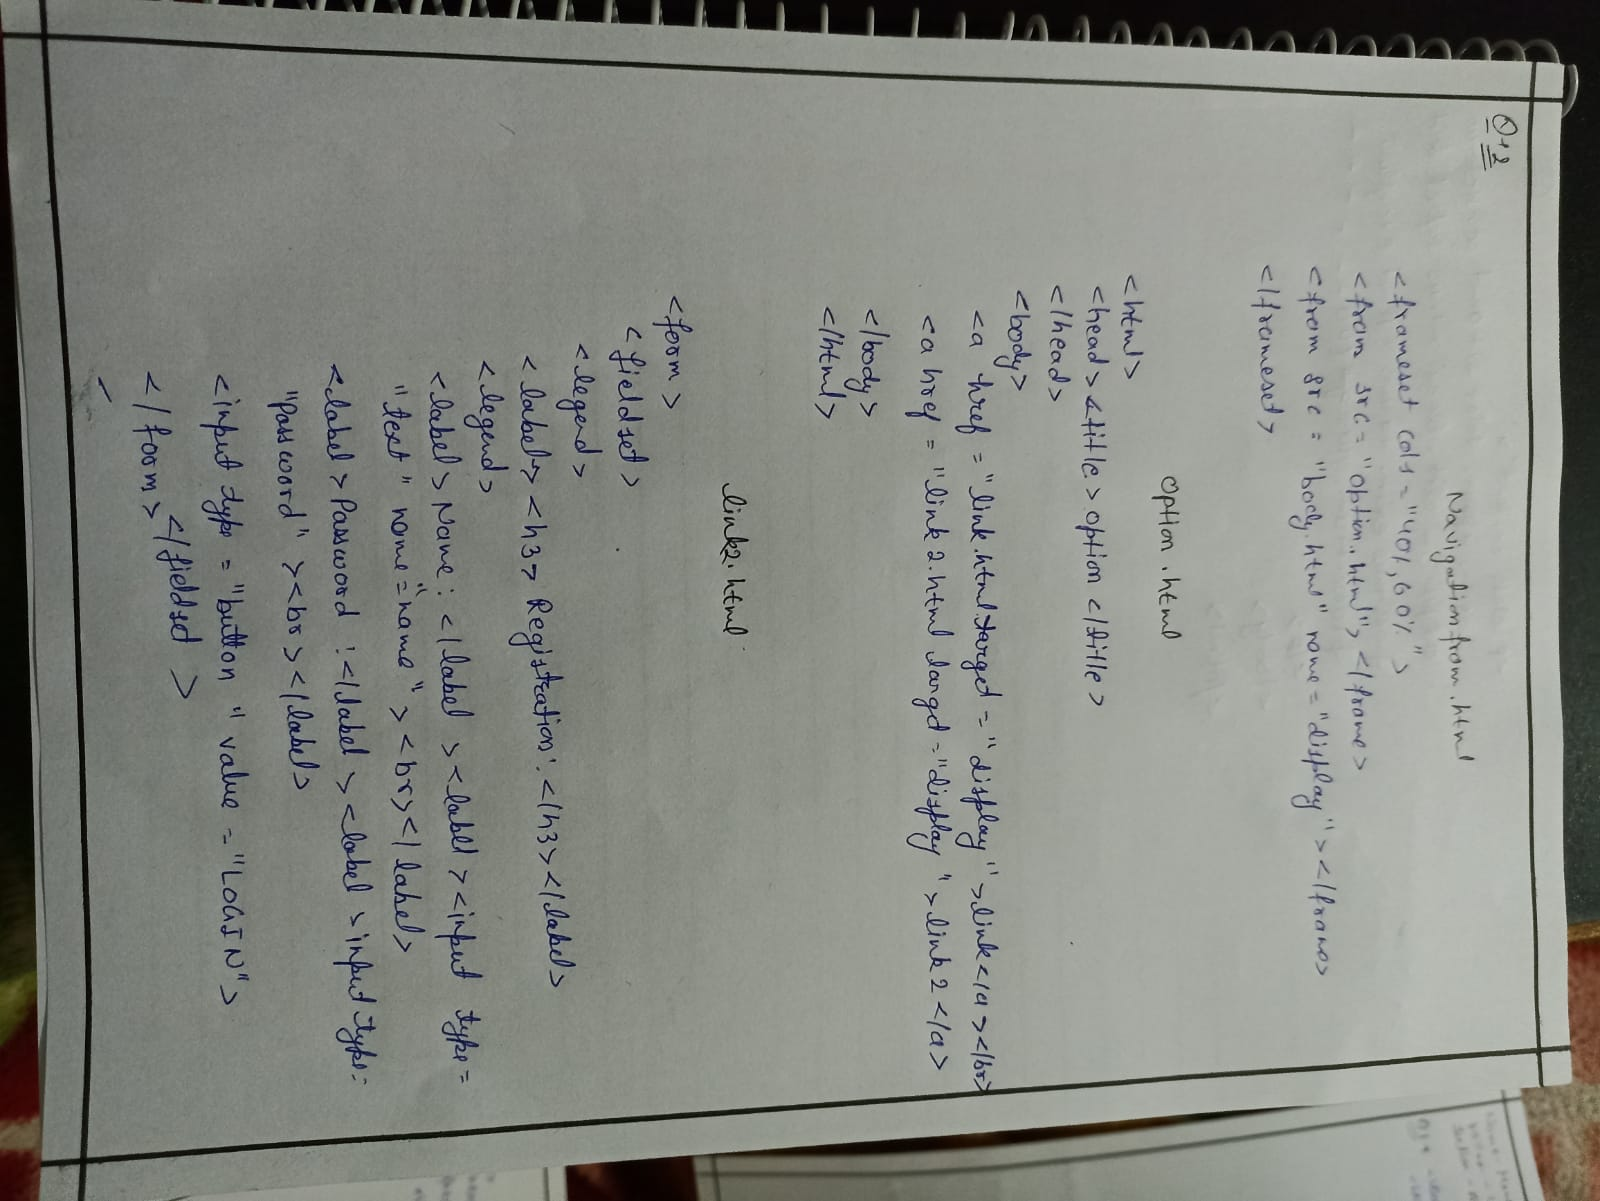 Q.2
Navigationfrom.html
<frameset cols="40%,60%">
<fram src="option.html"></frame>
<fram src="body.html" name="display"></frame>
</frameset>
option.html
<html>
<head><title>option</title>
</head>
<body>
<a href="link.html target="display">link</a></br>
<a href="link2.html target="display">link2</a>
</body>
</html>
link2.html
<form>
<fieldset>
<legend>
<label><h3>Registration:</h3></label>
<legend>
<label>Name:</label><label><input type=
"text" name="name"><br></label>
<label>Password:</label><label>input type=
"Password"><br></label>
<input type="button" value="LOGIN">
</fieldset>
</form>